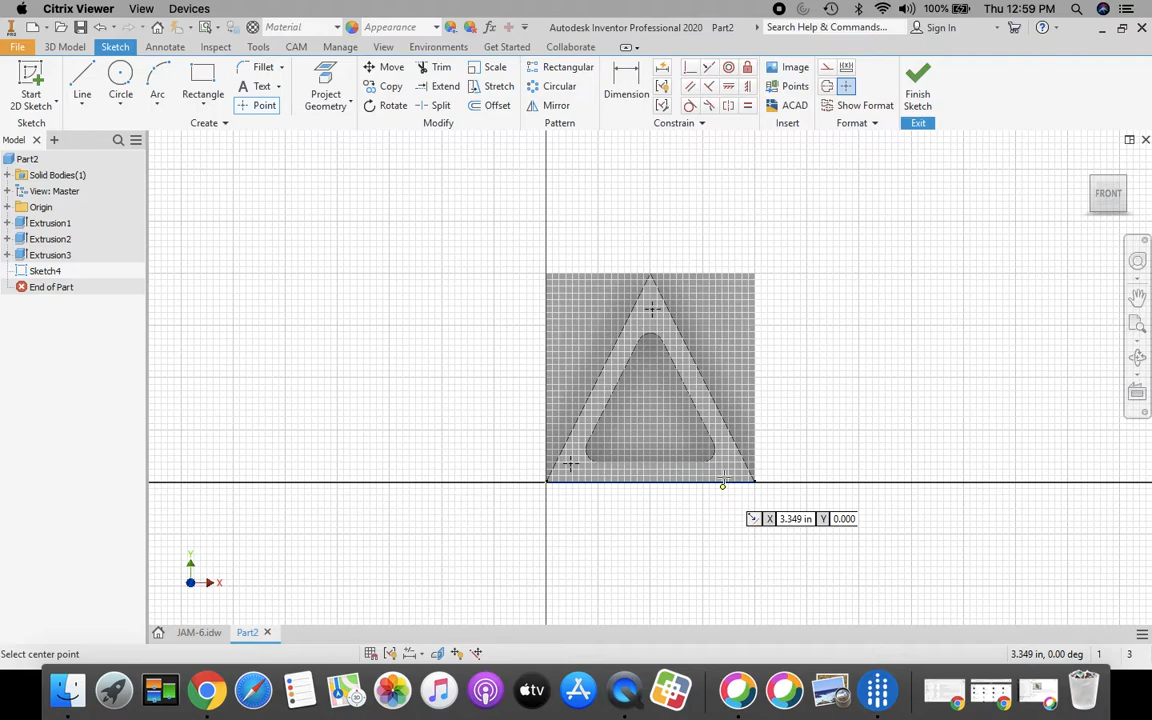 Citrix Viewer View Devices 100% Thu 12:59 PM
Material Appearance Autodesk Inventor Professional 2020 Part2 Search Help & Commands... Sign In
File 3D Model Sketch Annotate Inspect Tools CAM Manage View Environments Get Started Collaborate
Start
2D Sketch
Line
Circle
Arc
Rectangle
Fillet
Text
Point
Project
Geometry
Move
Copy
Rotate
Trim
Extend
Split
Scale
Stretch
Offset
Rectangular
Circular
Mirror
Dimension
Image
Points
ACAD
Show Format
Finish
Sketch
Sketch Create Modify Pattern Constrain Insert Format Exit
Model
Part2
Solid Bodies(1)
View: Master
Origin
Extrusion1
Extrusion2
Extrusion3
Sketch4
End of Part
FRONT
X 3.349 in Y 0.000
Y
X
JAM-6.idw Part2
Select center point 3.349 in, 0.00 deg 1 3
tv